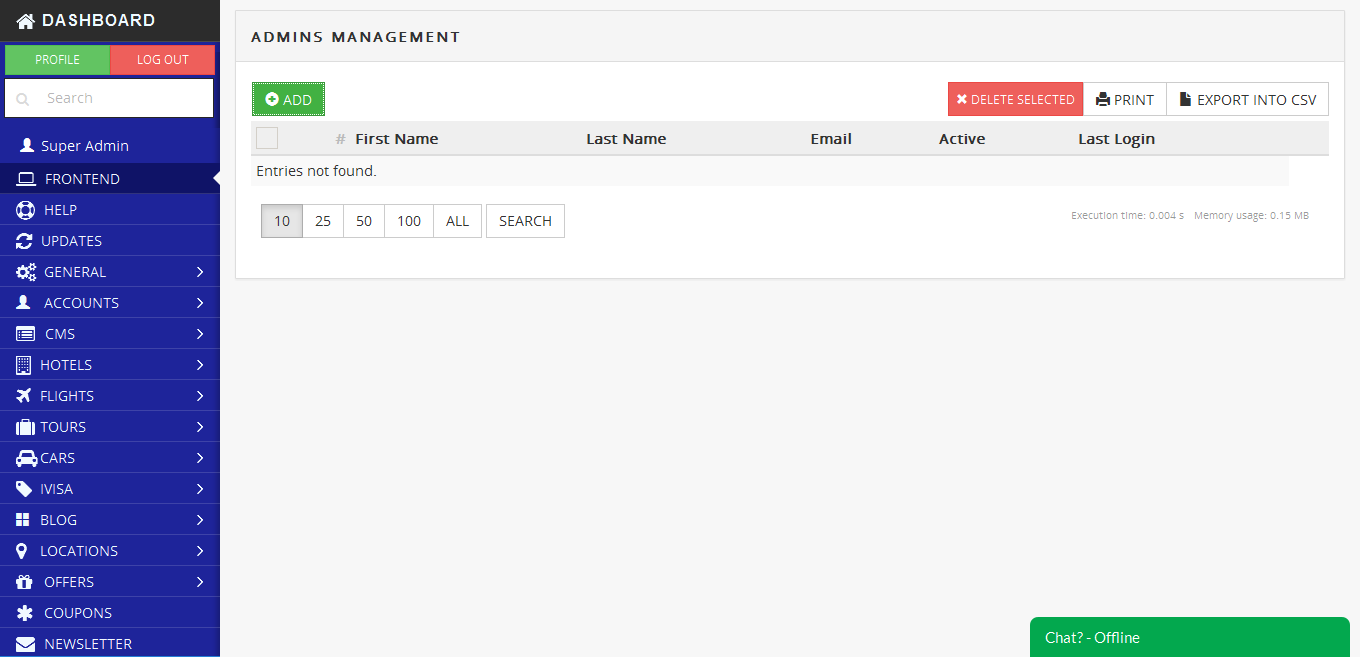 DASHBOARD
PROFILE LOG OUT
Search
Super Admin
FRONTEND
HELP
UPDATES
GENERAL
ACCOUNTS
CMS
HOTELS
FLIGHTS
TOURS
CARS
IVISA
BLOG
LOCATIONS
OFFERS
COUPONS
NEWSLETTER
ADMINS MANAGEMENT
ADD DELETE SELECTED PRINT EXPORT INTO CSV
# First Name Last Name Email Active Last Login
Entries not found.
10 25 50 100 ALL SEARCH Execution time: 0.004 s Memory usage: 0.15 MB
Chat? - Offline